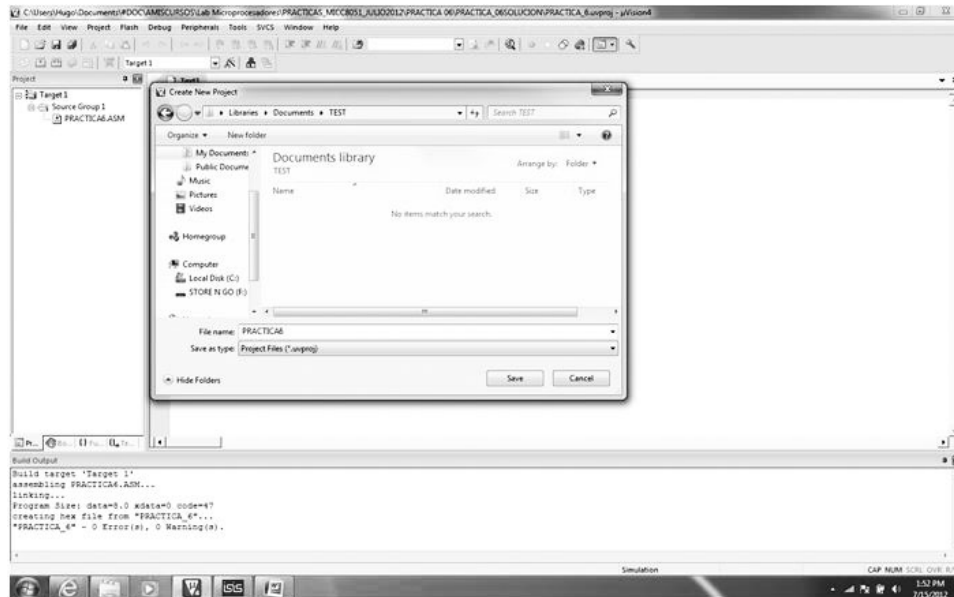 C:\Users\Hugo\Documents\#DOC\AMISCURSOS\Lab Microprocesadores\PRACTICAS_MICC8051_JULIO2012\PRACTICA 06\PRACTICA_06SOLUCION\PRACTICA_6.uvproj - µVision4
File Edit View Project Flash Debug Peripherals Tools SVCS Window Help
Target 1
Project
Target 1
Source Group 1
PRACTICA6.ASM
Create New Project
Libraries Documents TEST
Search TEST
Organize New folder
My Document:
Public Docume
Music
Pictures
Videos
Homegroup
Computer
Local Disk (C:)
STORE N GO (F:)
Documents library
TEST
Arrange by: Folder
Name Date modified Size Type
No items match your search.
File name: PRACTICA6
Save as type: Project Files (*.uvproj)
Hide Folders
Save Cancel
Build Output
Build target 'Target 1'
assembling PRACTICA6.ASM...
linking...
Program Size: data=8.0 xdata=0 code=47
creating hex file from "PRACTICA_6"...
"PRACTICA_6" - 0 Error(s), 0 Warning(s).
Simulation
CAP NUM SCRL OVR
isis
1:52 PM
7/15/2012